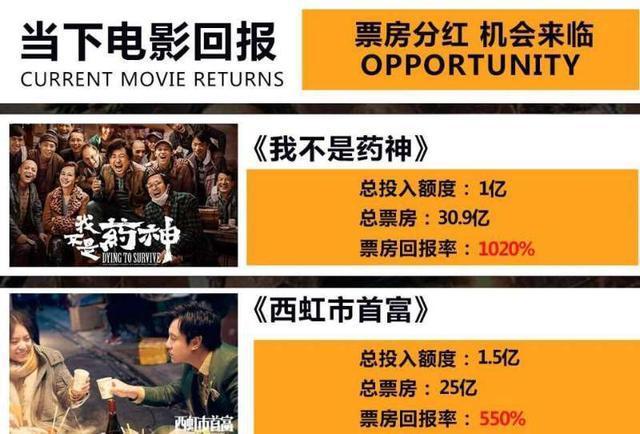 当下电影回报
CURRENT MOVIE RETURNS
票房分红 机会来临
OPPORTUNITY
《我不是药神》
我不是药神
DYING TO SURVIVE
总投入额度：1亿
总票房：30.9亿
票房回报率：1020%
《西虹市首富》
西虹市首富
总投入额度：1.5亿
总票房：25亿
票房回报率：550%